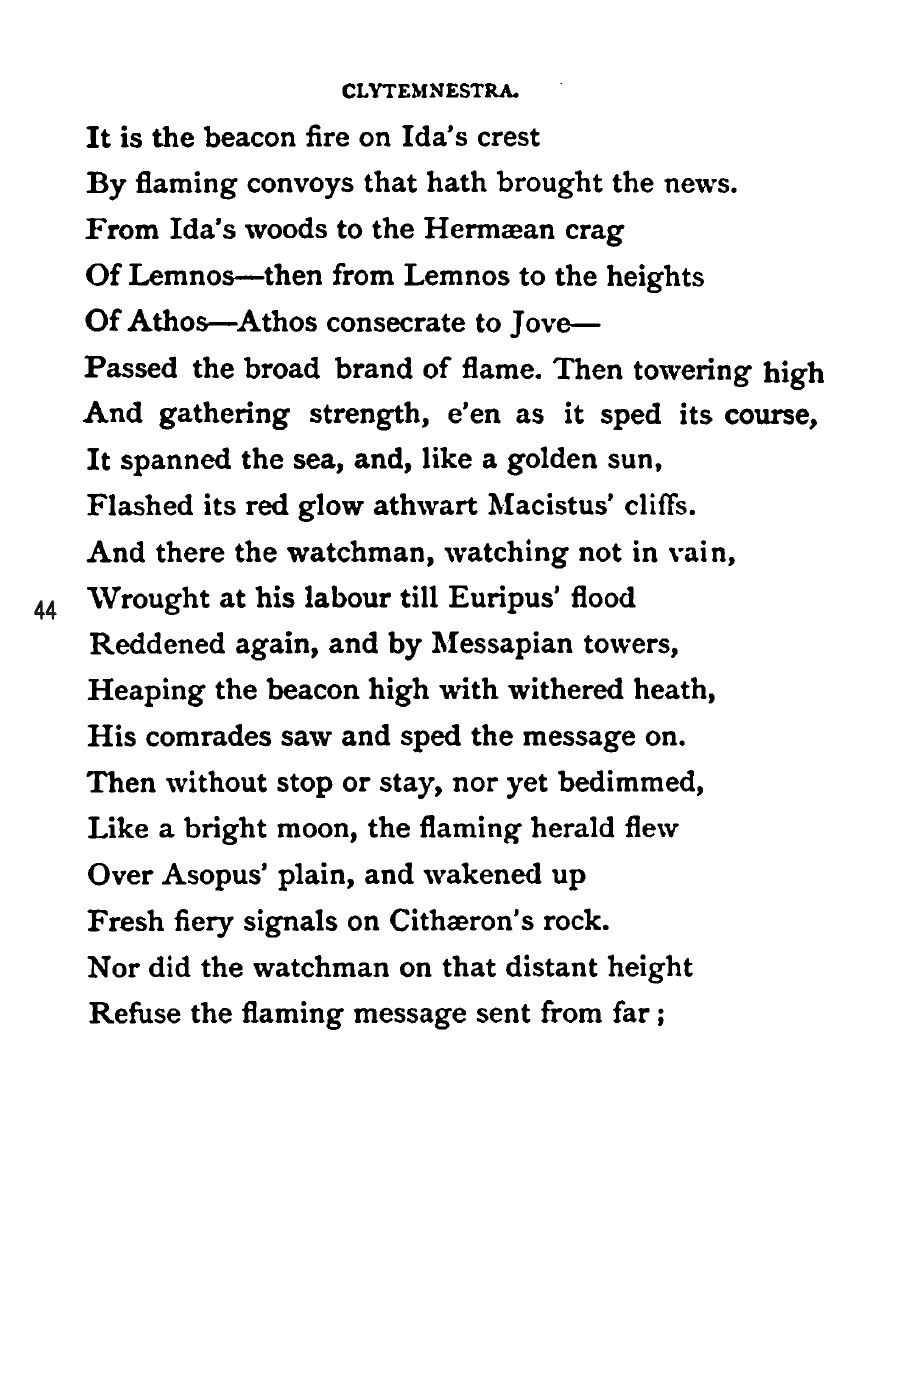 CLYTEMNESTRA.
It is the beacon fire on Ida's crest
By flaming convoys that hath brought the news.
From Ida's woods to the Hermæan crag
Of Lemnos—then from Lemnos to the heights
Of Athos—Athos consecrate to Jove—
Passed the broad brand of flame. Then towering high
And gathering strength, e'en as it sped its course,
It spanned the sea, and, like a golden sun,
Flashed its red glow athwart Macistus' cliffs.
And there the watchman, watching not in vain,
44 Wrought at his labour till Euripus' flood
Reddened again, and by Messapian towers,
Heaping the beacon high with withered heath,
His comrades saw and sped the message on.
Then without stop or stay, nor yet bedimmed,
Like a bright moon, the flaming herald flew
Over Asopus' plain, and wakened up
Fresh fiery signals on Cithæron's rock.
Nor did the watchman on that distant height
Refuse the flaming message sent from far ;